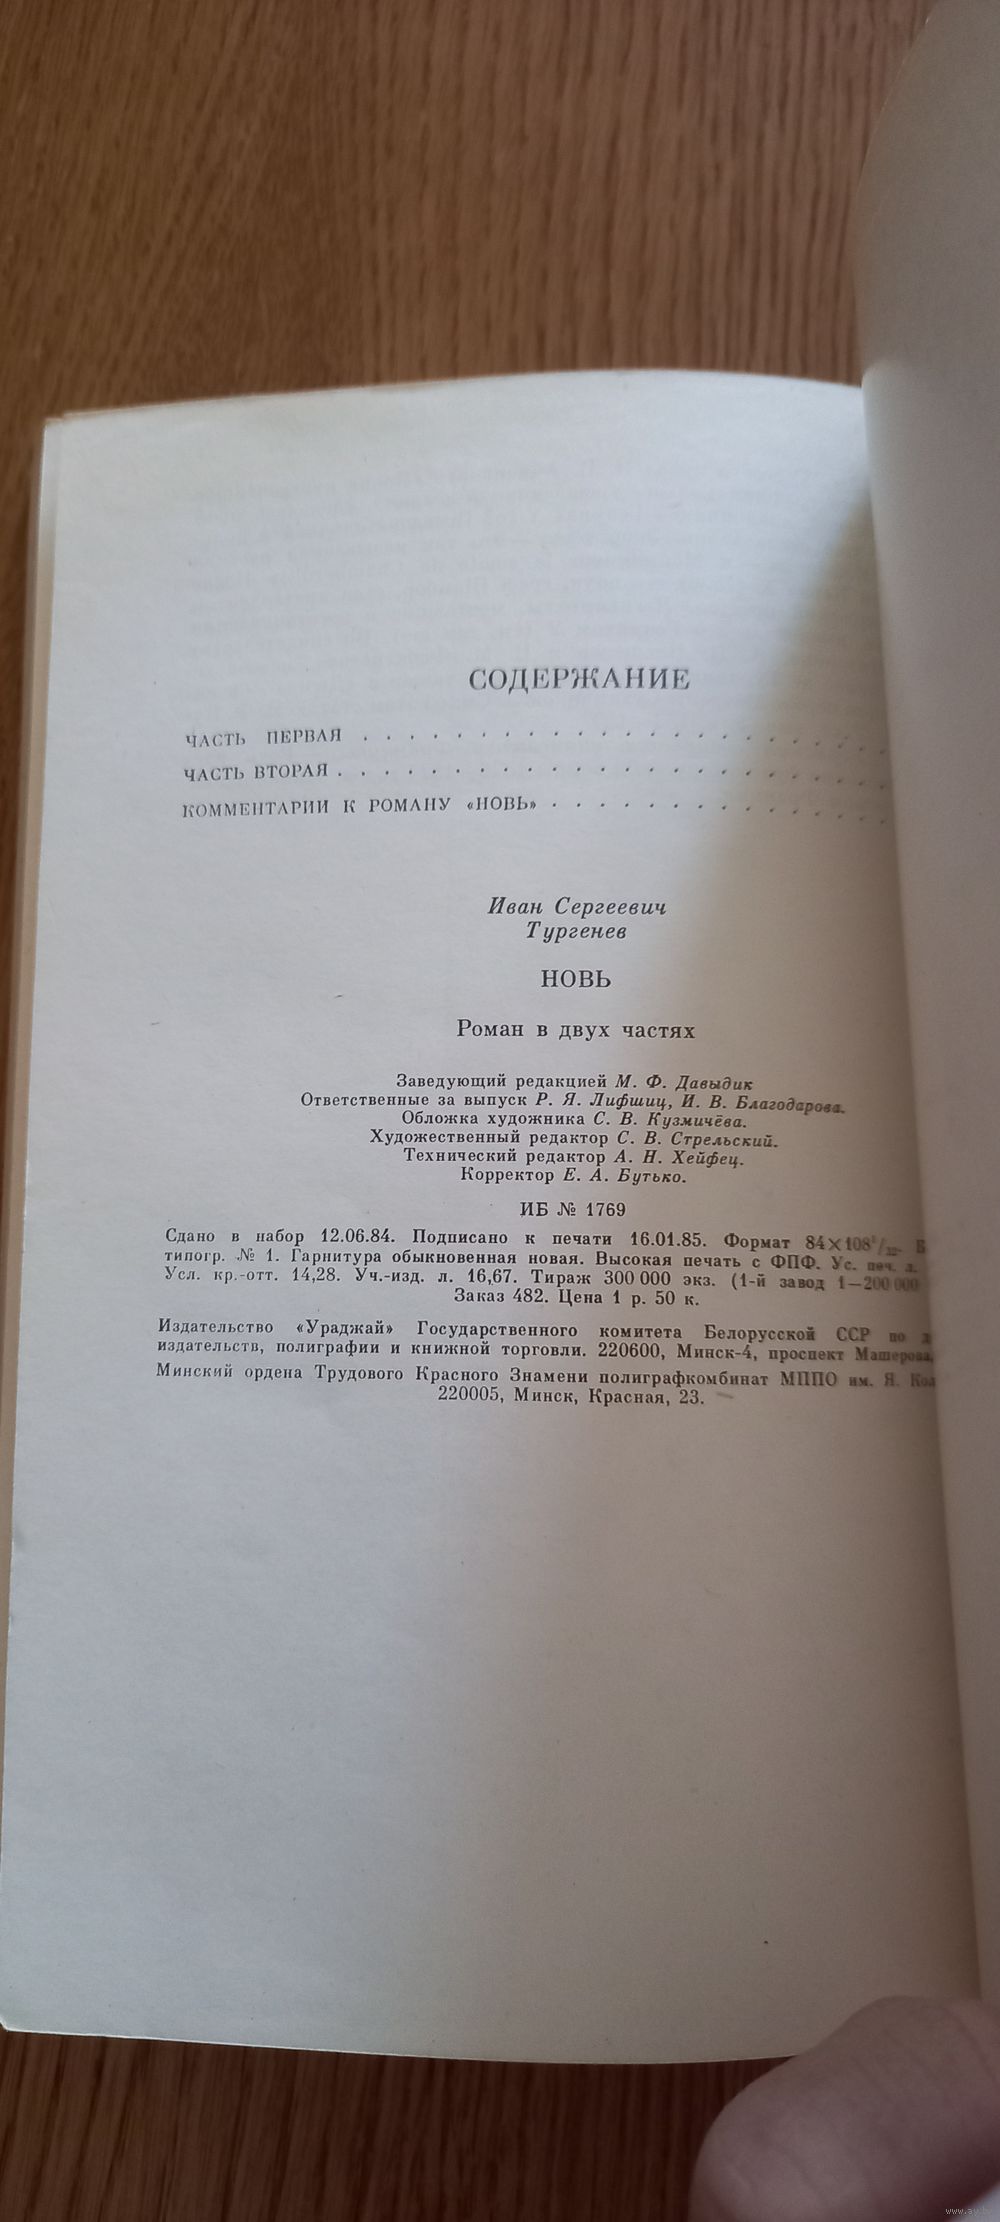 СОДЕРЖАНИЕ
ЧАСТЬ ПЕРВАЯ . . . . . . . . . . . . . . . . . .
ЧАСТЬ ВТОРАЯ . . . . . . . . . . . . . . . . . .
КОММЕНТАРИИ К РОМАНУ «НОВЬ» . . . . . . . . . . .
Иван Сергеевич
Тургенев
НОВЬ
Роман в двух частях
Заведующий редакцией М. Ф. Давыдик
Ответственные за выпуск Р. Я. Лифшиц, И. В. Благодарова.
Обложка художника С. В. Кузмичёва.
Художественный редактор С. В. Стрельский.
Технический редактор А. Н. Хейфец.
Корректор Е. А. Бутько.
ИБ № 1769
Сдано в набор 12.06.84. Подписано к печати 16.01.85. Формат 84×108¹/₃₂. Б
типогр. № 1. Гарнитура обыкновенная новая. Высокая печать с ФПФ. Ус. печ. л.
Усл. кр.-отт. 14,28. Уч.-изд. л. 16,67. Тираж 300 000 экз. (1-й завод 1—200 000
Заказ 482. Цена 1 р. 50 к.
Издательство «Ураджай» Государственного комитета Белорусской ССР по д
издательств, полиграфии и книжной торговли. 220600, Минск-4, проспект Машерова,
Минский ордена Трудового Красного Знамени полиграфкомбинат МППО им. Я. Кол
220005, Минск, Красная, 23.